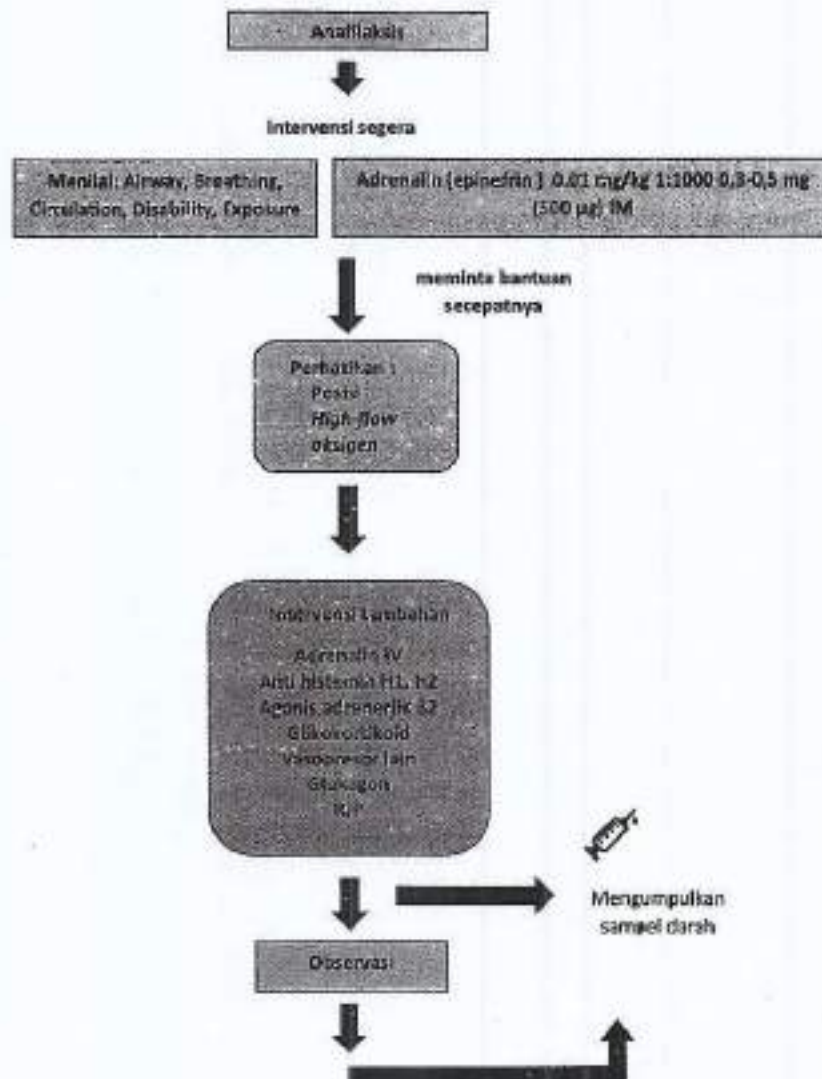 Anafilaksis
Intervensi segera
Menilai: Airway, Breathing,
Circulation, Disability, Exposure
Adrenalin (epinefrin) 0.01 mg/kg 1:1000 0,3-0,5 mg
(500 µg) IM
meminta bantuan
secepatnya
Perhatikan :
Posisi
High-flow
oksigen
Intervensi tambahan
Adrenalin IV
Anti histamin H1, H2
Agonis adrenerjik β2
Glikokortikoid
Vasopresor lain
Glukagon
Mengumpulkan
sampel darah
Observasi